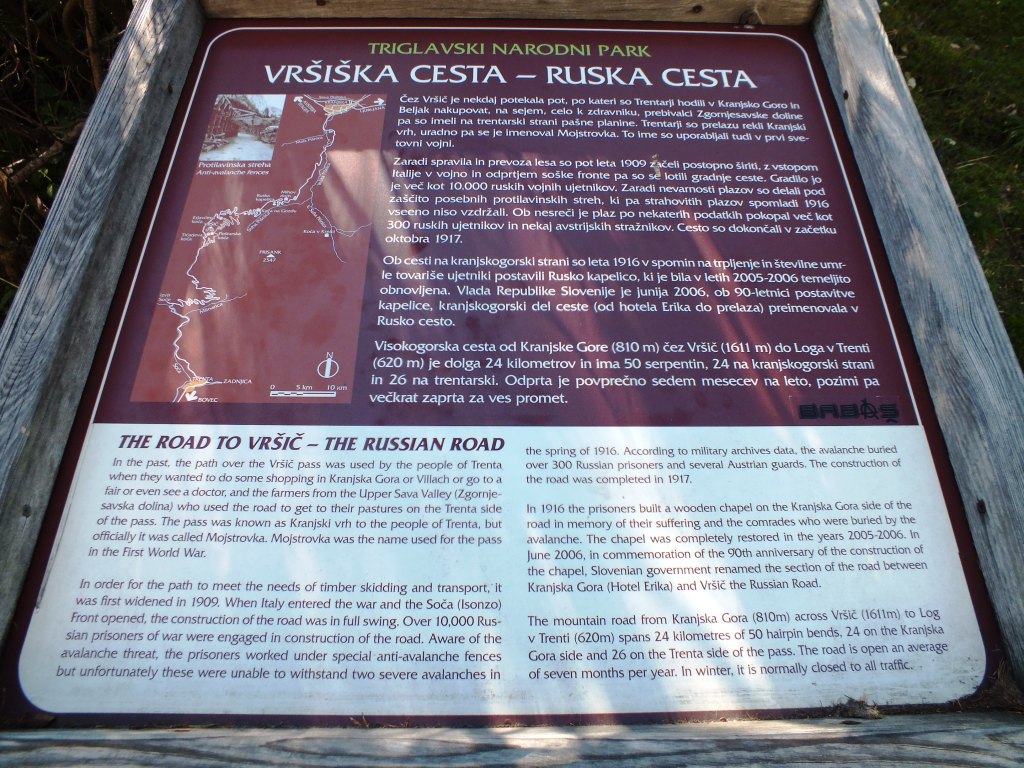 TRIGLAVSKI NARODNI PARK
VRŠIŠKA CESTA – RUSKA CESTA
Protilavinska streha
Anti-avalanche fences
PRISANK
2547
ZADNJICA
BOVEC
N
0 5 km 10 km
Čez Vršič je nekdaj potekala pot, po kateri so Trentarji hodili v Kranjsko Goro in
Beljak nakupovat, na sejem, celo k zdravniku, prebivalci Zgornjesavske doline
pa so imeli na trentarski strani pašne planine. Trentarji so prelazu rekli Kranjski
vrh, uradno pa se je imenoval Mojstrovka. To ime so uporabljali tudi v prvi sve-
tovni vojni.
Zaradi spravila in prevoza lesa so pot leta 1909 začeli postopno širiti, z vstopom
Italije v vojno in odprtjem soške fronte pa so se lotili gradnje ceste. Gradilo jo
je več kot 10.000 ruskih vojnih ujetnikov. Zaradi nevarnosti plazov so delali pod
zaščito posebnih protilavinskih streh, ki pa strahovitih plazov spomladi 1916
vseeno niso vzdržali. Ob nesreči je plaz po nekaterih podatkih pokopal več kot
300 ruskih ujetnikov in nekaj avstrijskih stražnikov. Cesto so dokončali v začetku
oktobra 1917.
Ob cesti na kranjskogorski strani so leta 1916 v spomin na trpljenje in številne umr-
le tovariše ujetniki postavili Rusko kapelico, ki je bila v letih 2005-2006 temeljito
obnovljena. Vlada Republike Slovenije je junija 2006, ob 90-letnici postavitve
kapelice, kranjskogorski del ceste (od hotela Erika do prelaza) preimenovala v
Rusko cesto.
Visokogorska cesta od Kranjske Gore (810 m) čez Vršič (1611 m) do Loga v Trenti
(620 m) je dolga 24 kilometrov in ima 50 serpentin, 24 na kranjskogorski strani
in 26 na trentarski. Odprta je povprečno sedem mesecev na leto, pozimi pa
večkrat zaprta za ves promet.
THE ROAD TO VRŠIČ – THE RUSSIAN ROAD
In the past, the path over the Vršič pass was used by the people of Trenta
when they wanted to do some shopping in Kranjska Gora or Villach or go to a
fair or even see a doctor, and the farmers from the Upper Sava Valley (Zgornje-
savska dolina) who used the road to get to their pastures on the Trenta side
of the pass. The pass was known as Kranjski vrh to the people of Trenta, but
officially it was called Mojstrovka. Mojstrovka was the name used for the pass
in the First World War.
In order for the path to meet the needs of timber skidding and transport, it
was first widened in 1909. When Italy entered the war and the Soča (Isonzo)
Front opened, the construction of the road was in full swing. Over 10,000 Rus-
sian prisoners of war were engaged in construction of the road. Aware of the
avalanche threat, the prisoners worked under special anti-avalanche fences
but unfortunately these were unable to withstand two severe avalanches in
the spring of 1916. According to military archives data, the avalanche buried
over 300 Russian prisoners and several Austrian guards. The construction of
the road was completed in 1917.
In 1916 the prisoners built a wooden chapel on the Kranjska Gora side of the
road in memory of their suffering and the comrades who were buried by the
avalanche. The chapel was completely restored in the years 2005-2006. In
June 2006, in commemoration of the 90th anniversary of the construction of
the chapel, Slovenian government renamed the section of the road between
Kranjska Gora (Hotel Erika) and Vršič the Russian Road.
The mountain road from Kranjska Gora (810m) across Vršič (1611m) to Log
v Trenti (620m) spans 24 kilometres of 50 hairpin bends, 24 on the Kranjska
Gora side and 26 on the Trenta side of the pass. The road is open an average
of seven months per year. In winter, it is normally closed to all traffic.